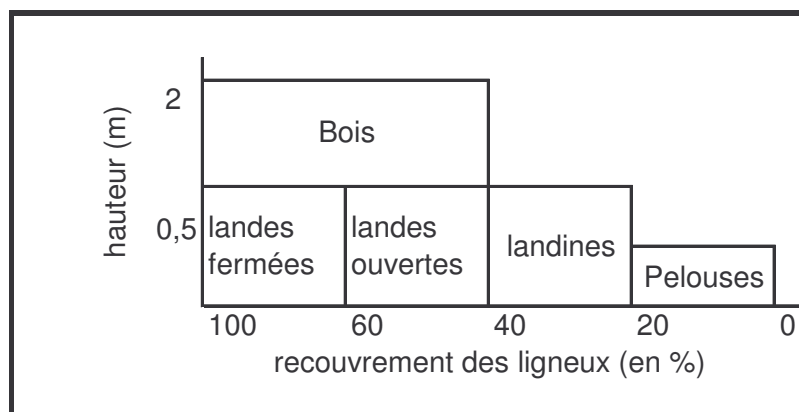 hauteur (m)
2
Bois
0,5
landes
fermées
landes
ouvertes
landines
Pelouses
100 60 40 20 0
recouvrement des ligneux (en %)